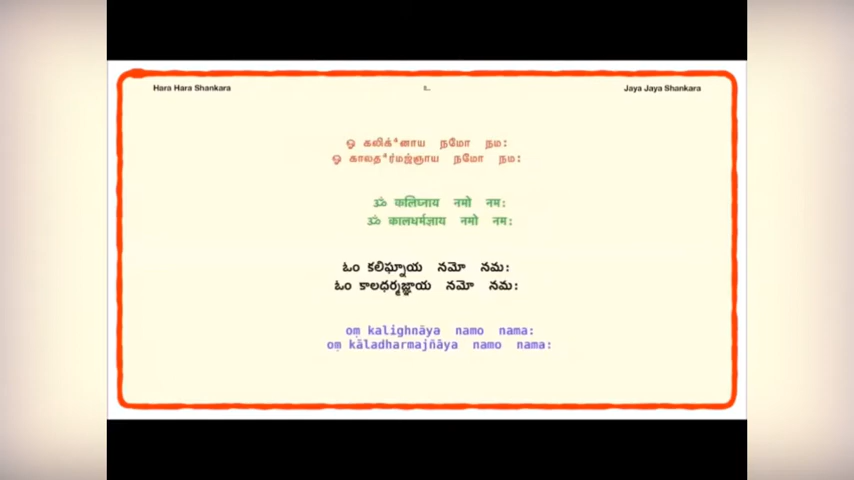 Hara Hara Shankara
Jaya Jaya Shankara
ஓ கலிக்⁴னாய நமோ நம:
ஓ காலத⁴ர்மஜ்ஞாய நமோ நம:
ॐ कलिघ्नाय नमो नम:
ॐ कालधर्मज्ञाय नमो नम:
ఓం కలిఘ్నాయ నమో నమ:
ఓం కాలధర్మజ్ఞాయ నమో నమ:
oṃ kalighnāya namo nama:
oṃ kāladharmajñāya namo nama: